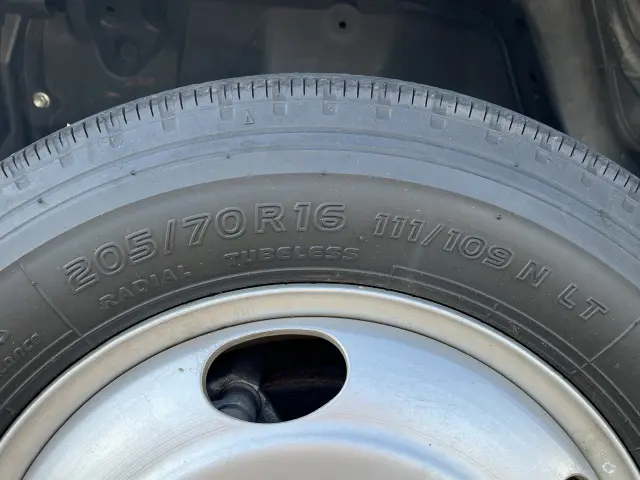 205/70R16 111/109 N LT
RADIAL TUBELESS